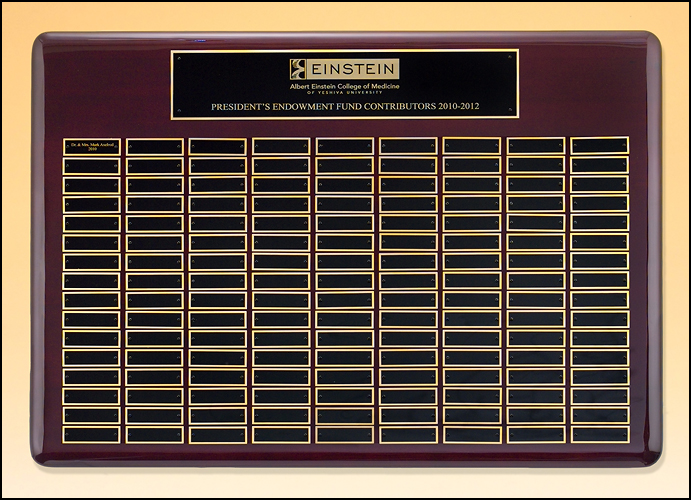 EINSTEIN
Albert Einstein College of Medicine
OF YESHIVA UNIVERSITY
PRESIDENT'S ENDOWMENT FUND CONTRIBUTORS 2010-2012
Dr. & Mrs. Mark
2010